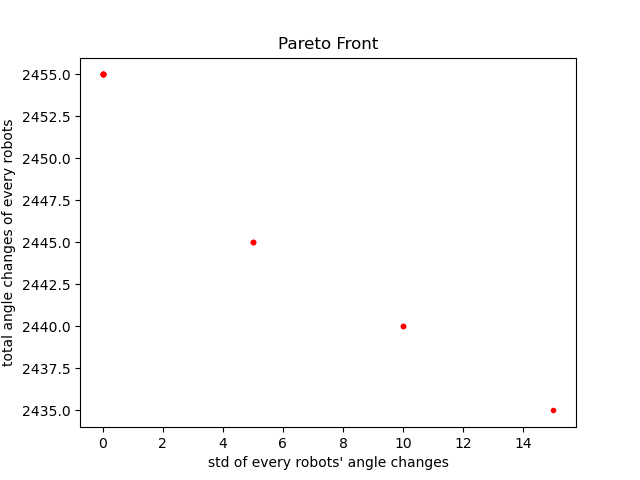 Pareto Front
total angle changes of every robots
2455.0
2452.5
2450.0
2447.5
2445.0
2442.5
2440.0
2437.5
2435.0
0 2 4 6 8 10 12 14
std of every robots' angle changes